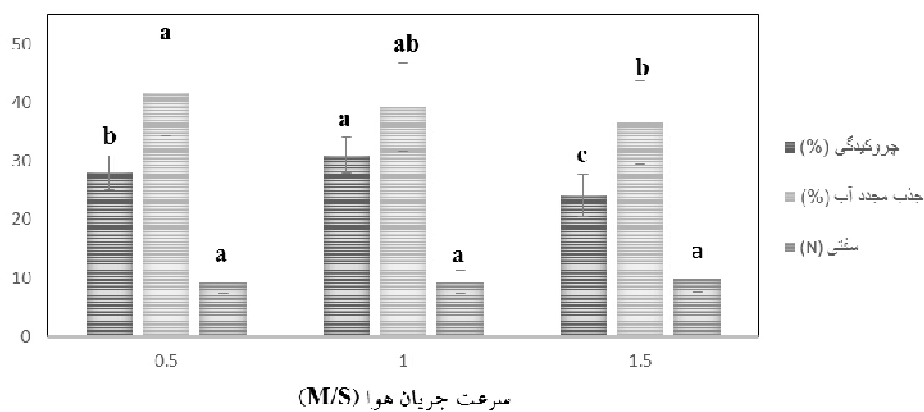 50
40
30
20
10
0
a
b
a
ab
a
a
b
c
a
0.5
1
1.5
سرعت جریان هوا (M/S)
چروکیدگی (%)
جذب مجدد آب (%)
سفتی (N)